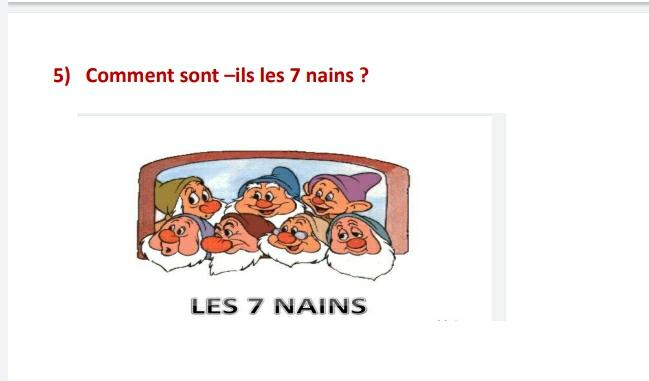 5) Comment sont –ils les 7 nains ?
LES 7 NAINS